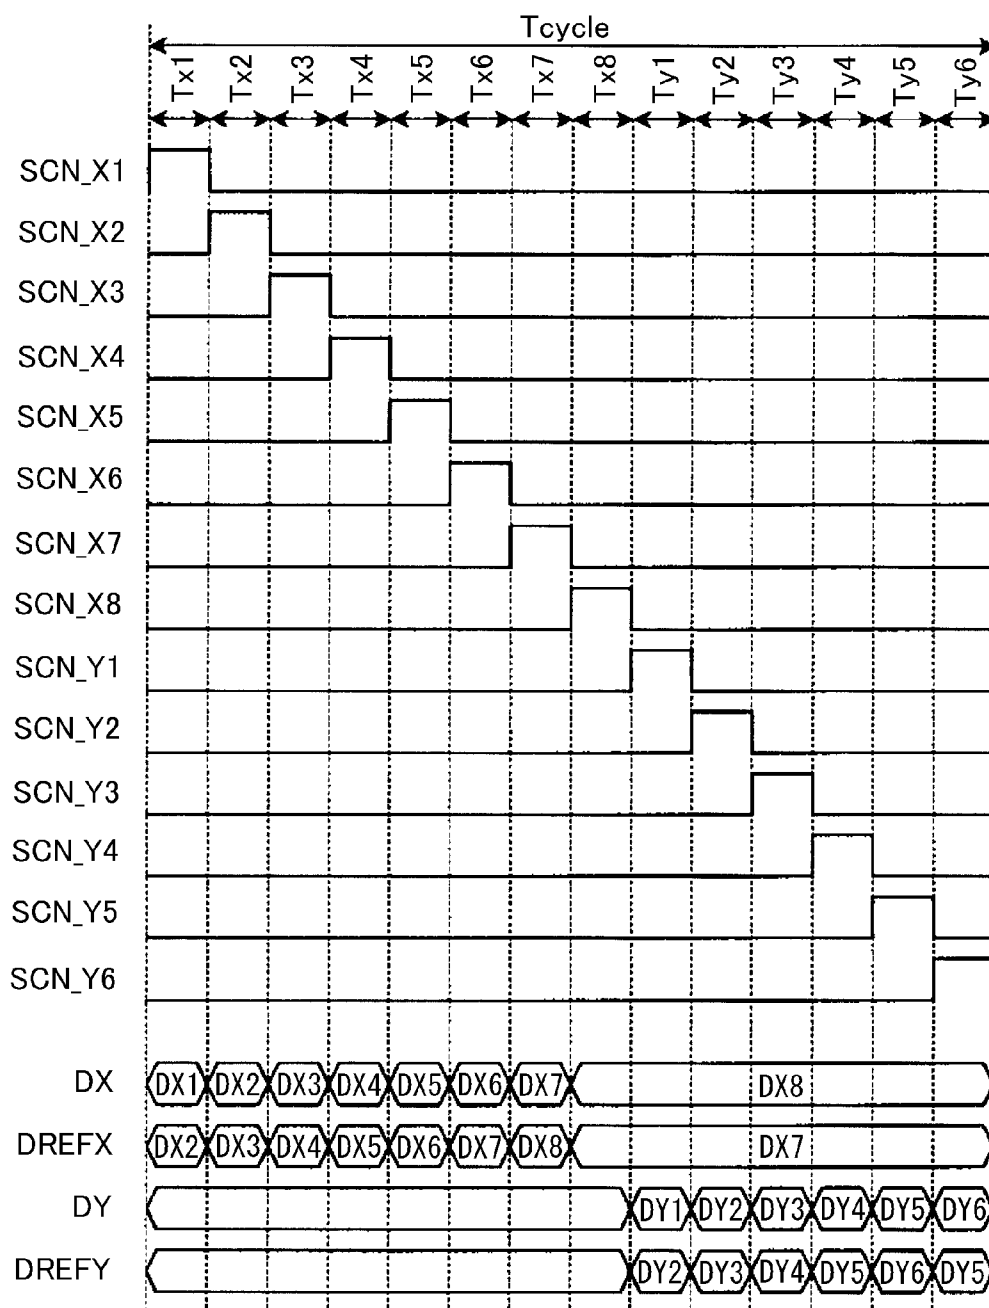 Tcycle
Tx1 Tx2 Tx3 Tx4 Tx5 Tx6 Tx7 Tx8 Ty1 Ty2 Ty3 Ty4 Ty5 Ty6
SCN_X1
SCN_X2
SCN_X3
SCN_X4
SCN_X5
SCN_X6
SCN_X7
SCN_X8
SCN_Y1
SCN_Y2
SCN_Y3
SCN_Y4
SCN_Y5
SCN_Y6
DX DX1 DX2 DX3 DX4 DX5 DX6 DX7 DX8
DREFX DX2 DX3 DX4 DX5 DX6 DX7 DX8 DX7
DY DY1 DY2 DY3 DY4 DY5 DY6
DREFY DY2 DY3 DY4 DY5 DY6 DY5